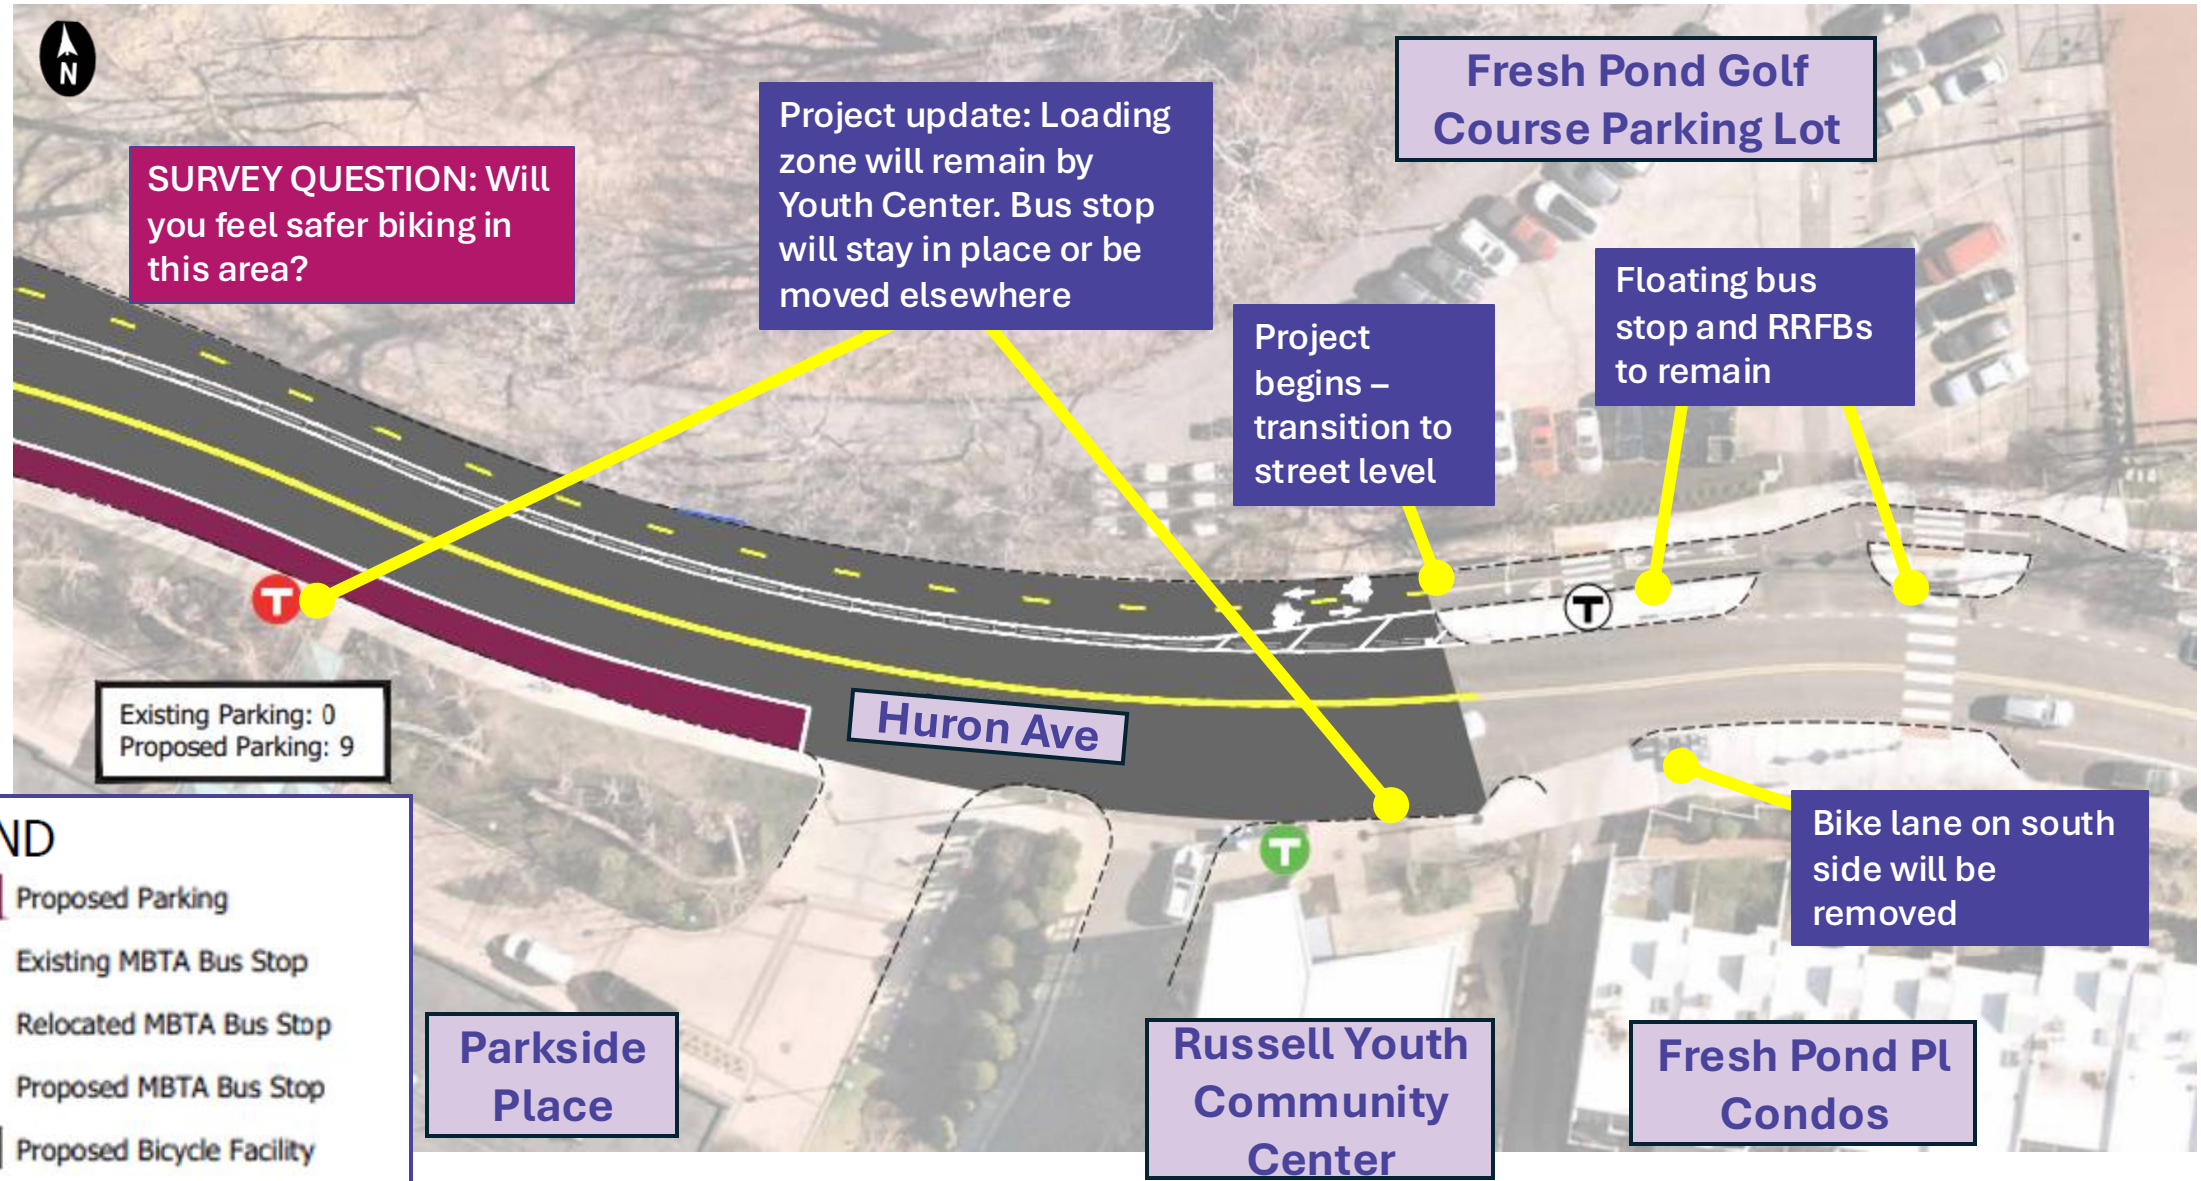 N
SURVEY QUESTION: Will
you feel safer biking in
this area?
Project update: Loading
zone will remain by
Youth Center. Bus stop
will stay in place or be
moved elsewhere
Fresh Pond Golf
Course Parking Lot
Project
begins –
transition to
street level
Floating bus
stop and RRFBs
to remain
T
T
Huron Ave
Existing Parking: 0
Proposed Parking: 9
T
Bike lane on south
side will be
removed
ND
Proposed Parking
Existing MBTA Bus Stop
Relocated MBTA Bus Stop
Proposed MBTA Bus Stop
Proposed Bicycle Facility
Parkside
Place
Russell Youth
Community
Center
Fresh Pond Pl
Condos